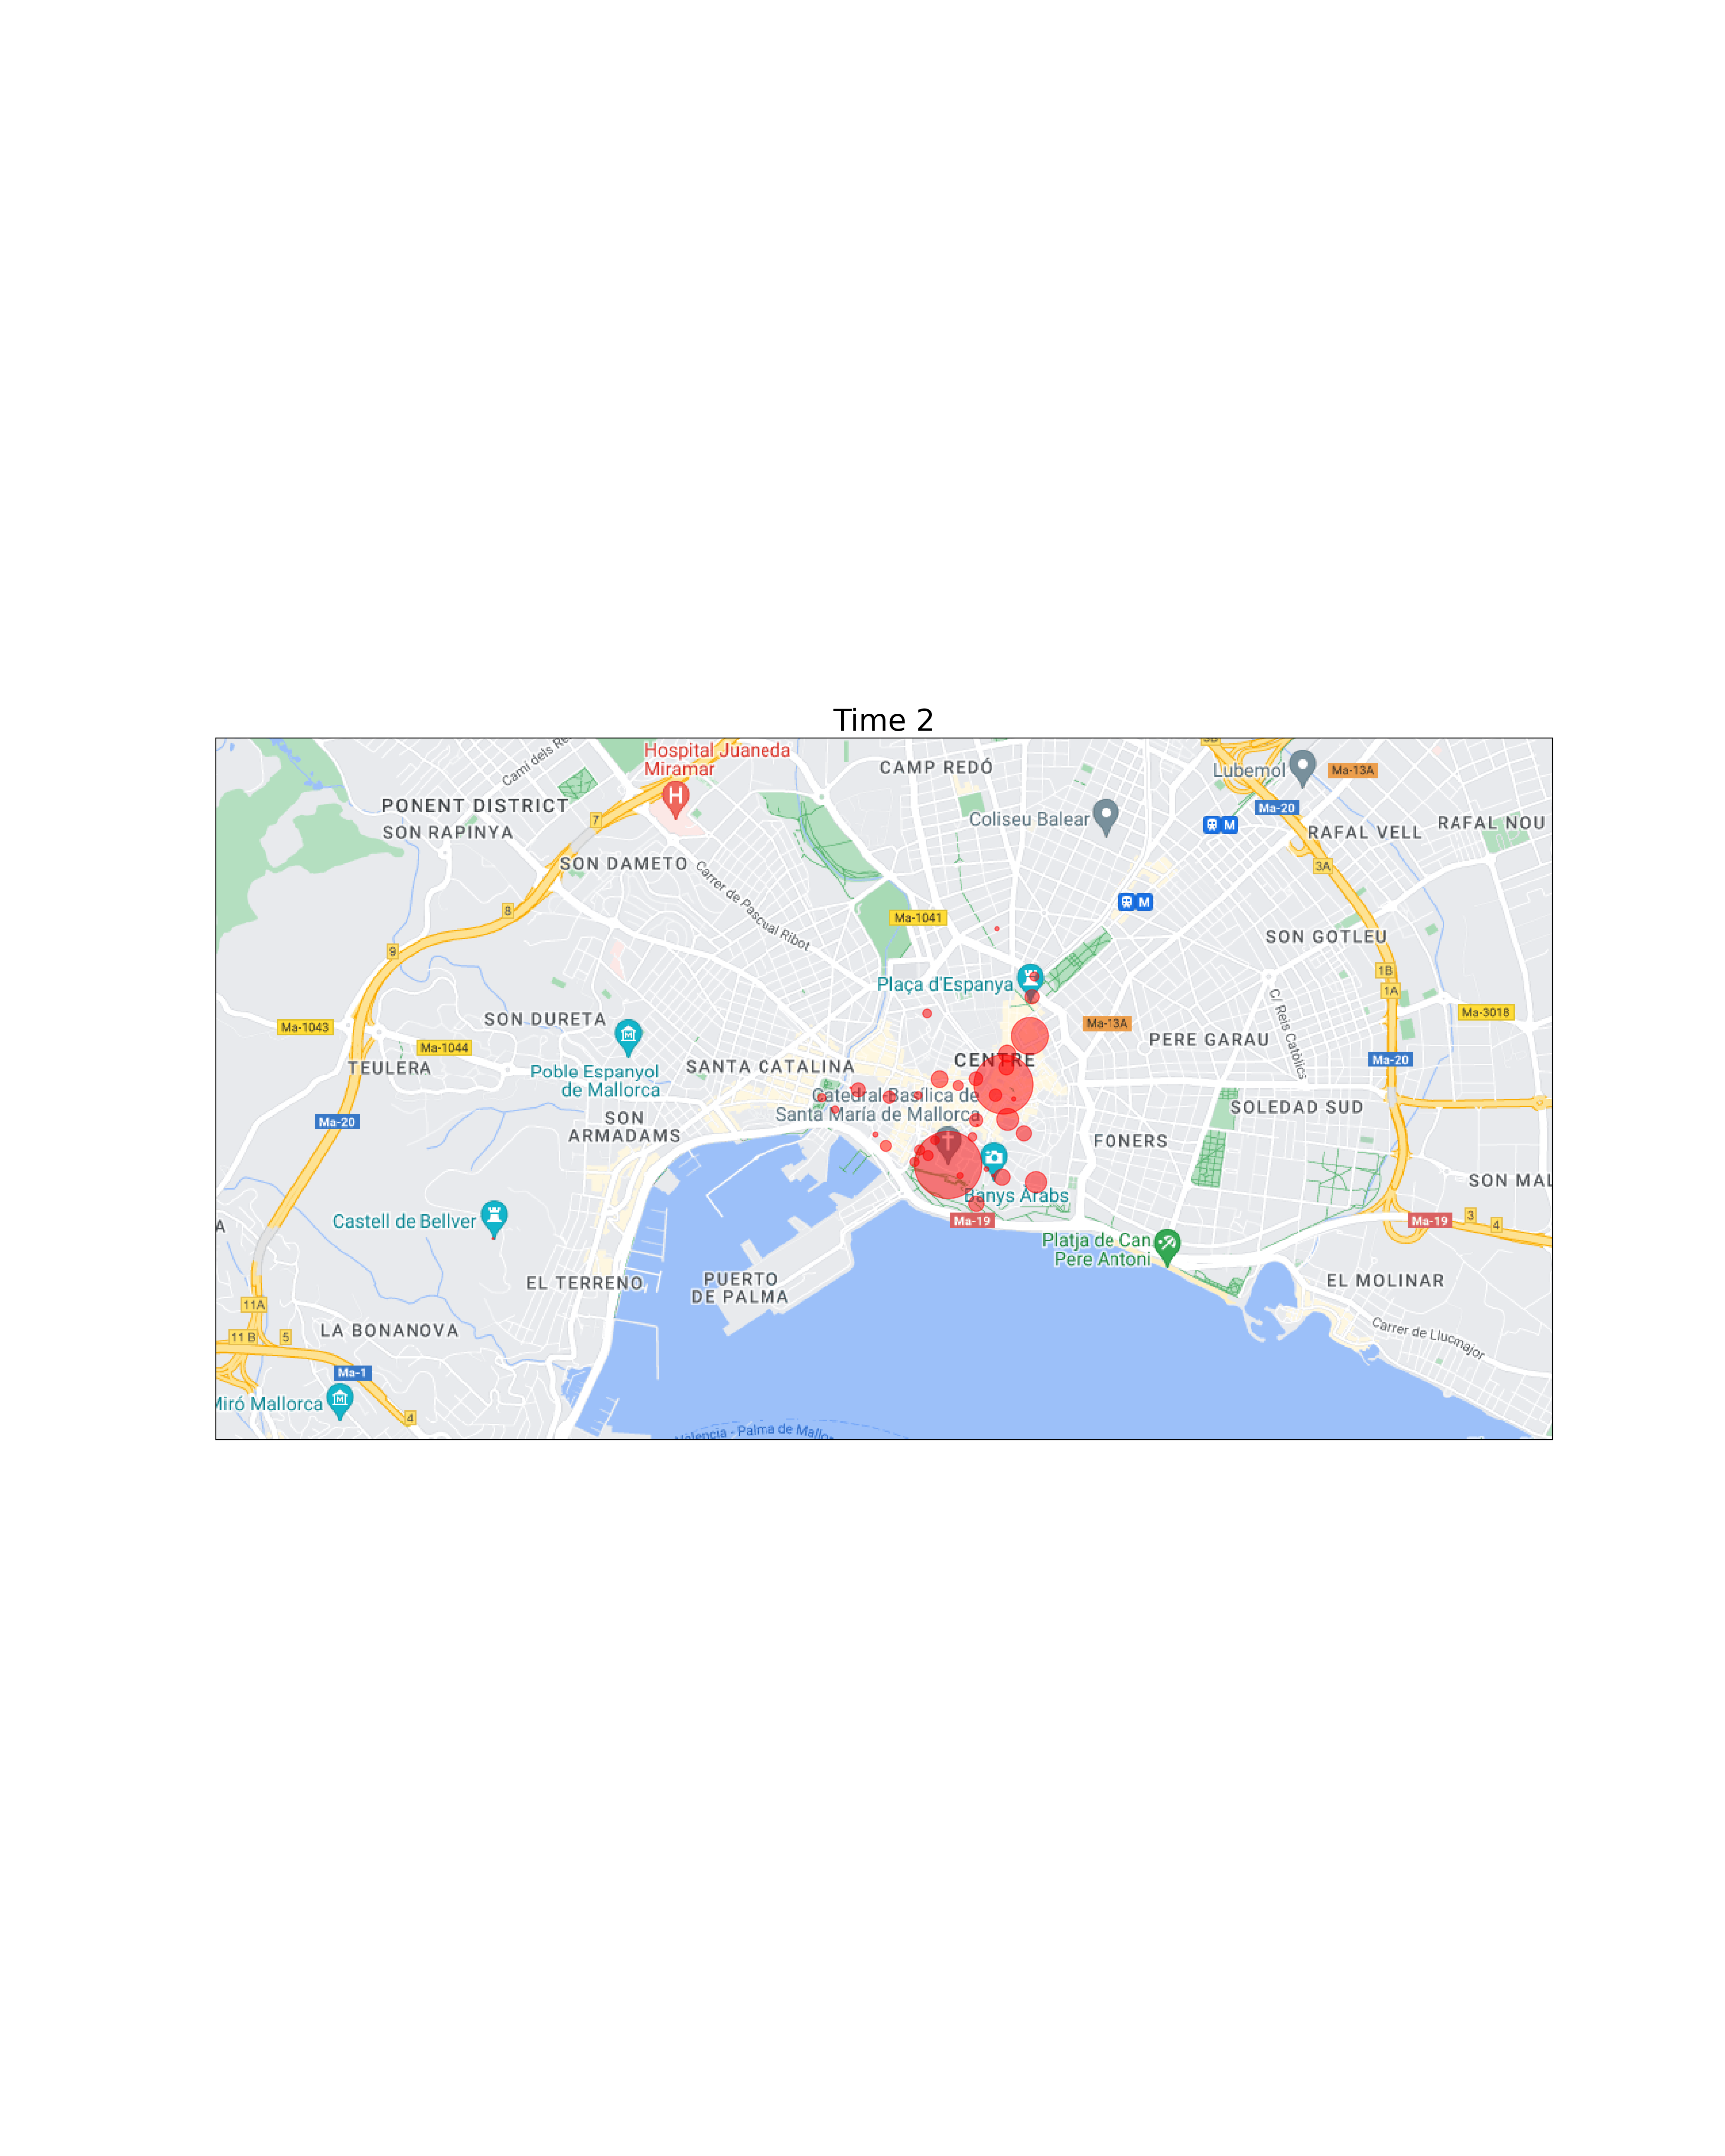 Time 2
Hospital Juaneda
Miramar
Camí dels Re
CAMP REDÓ
Lubemol
Ma-13A
PONENT DISTRICT
SON RAPINYA
7
Ma-20
Coliseu Balear
M
RAFAL VELL
RAFAL NOU
SON DAMETO
3A
Carrer de Pascual Ribot
8
M
Ma-1041
9
SON GOTLEU
1B
1A
Plaça d'Espanya
C/ Reis Catòlics
Ma-1043
SON DURETA
Ma-13A
Ma-3018
Ma-1044
PERE GARAU
TEULERA
CENTRE
Ma-20
SANTA CATALINA
Poble Espanyol
de Mallorca
Catedral-Basílica de
Santa María de Mallorca
SOLEDAD SUD
Ma-20
SON
ARMADAMS
FONERS
SON MAL
Banys Àrabs
Castell de Bellver
Ma-19
Ma-19
3
4
A
Platja de Can
Pere Antoni
EL TERRENO
PUERTO
DE PALMA
EL MOLINAR
11A
LA BONANOVA
11 B
5
Carrer de Llucmajor
Ma-1
Miró Mallorca
4
Valencia - Palma de Mallor